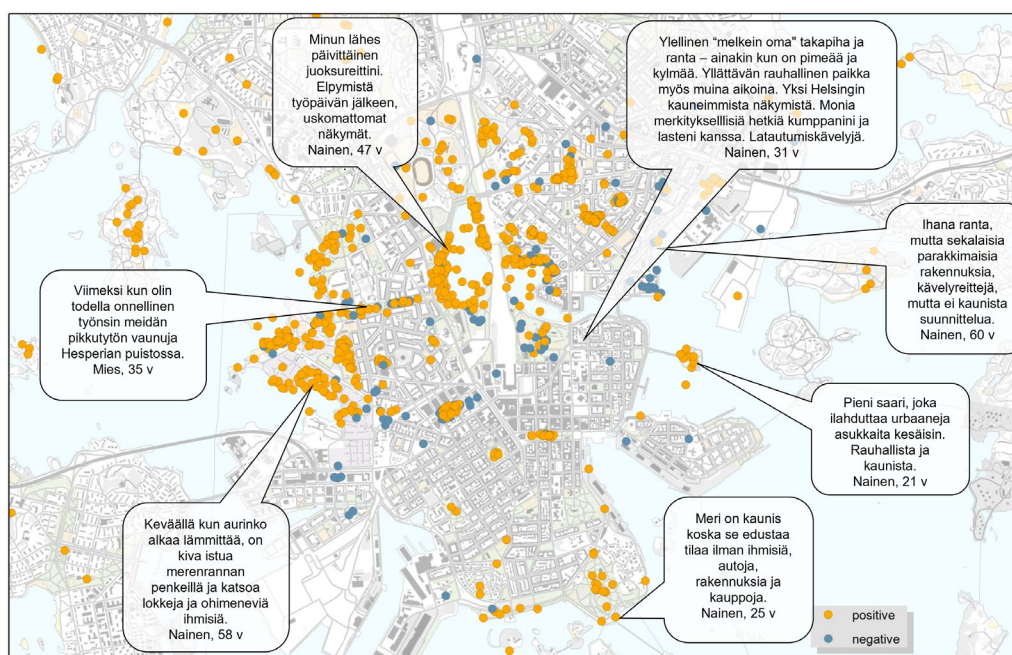 Minun lähes
päivittäinen
juoksureittini.
Elpymistä
työpäivän jälkeen,
uskomattomat
näkymät.
Nainen, 47 v
Ylellinen “melkein oma" takapiha ja
ranta – ainakin kun on pimeää ja
kylmää. Yllättävän rauhallinen paikka
myös muina aikoina. Yksi Helsingin
kauneimmista näkymistä. Monia
merkitykselllisiä hetkiä kumppanini ja
lasteni kanssa. Latautumiskävelyjä.
Nainen, 31 v
Ihana ranta,
mutta sekalaisia
parakkimaisia
rakennuksia,
kävelyreittejä,
mutta ei kaunista
suunnittelua.
Nainen, 60 v
Viimeksi kun olin
todella onnellinen
työnsin meidän
pikkutytön vaunuja
Hesperian puistossa.
Mies, 35 v
Pieni saari, joka
ilahduttaa urbaaneja
asukkaita kesäisin.
Rauhallista ja
kaunista.
Nainen, 21 v
Keväällä kun aurinko
alkaa lämmittää, on
kiva istua
merenrannan
penkeillä ja katsoa
lokkeja ja ohimeneviä
ihmisiä.
Nainen, 58 v
Meri on kaunis
koska se edustaa
tilaa ilman ihmisiä,
autoja,
rakennuksia ja
kauppoja.
Nainen, 25 v
positive
negative